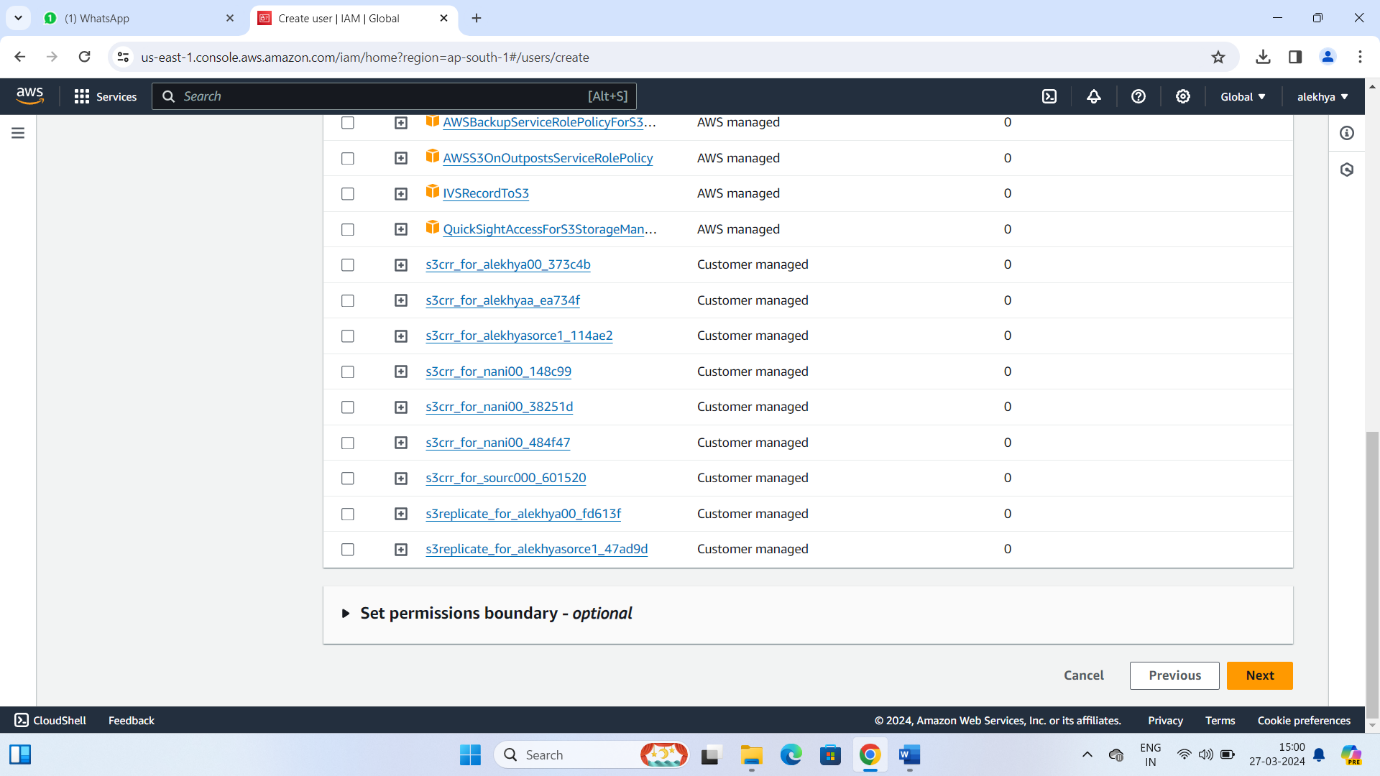 (1) WhatsApp
Create user | IAM | Global
us-east-1.console.aws.amazon.com/iam/home?region=ap-south-1#/users/create
aws Services Search [Alt+S] Global alekhya
AWSBackupServiceRolePolicyForS3... AWS managed 0
AWSS3OnOutpostsServiceRolePolicy AWS managed 0
IVSRecordToS3 AWS managed 0
QuickSightAccessForS3StorageMan... AWS managed 0
s3crr_for_alekhya00_373c4b Customer managed 0
s3crr_for_alekhyaa_ea734f Customer managed 0
s3crr_for_alekhyasorce1_114ae2 Customer managed 0
s3crr_for_nani00_148c99 Customer managed 0
s3crr_for_nani00_38251d Customer managed 0
s3crr_for_nani00_484f47 Customer managed 0
s3crr_for_sourc000_601520 Customer managed 0
s3replicate_for_alekhya00_fd613f Customer managed 0
s3replicate_for_alekhyasorce1_47ad9d Customer managed 0
Set permissions boundary - optional
Cancel Previous Next
CloudShell Feedback © 2024, Amazon Web Services, Inc. or its affiliates. Privacy Terms Cookie preferences
Search ENG 15:00
IN 27-03-2024 PRE